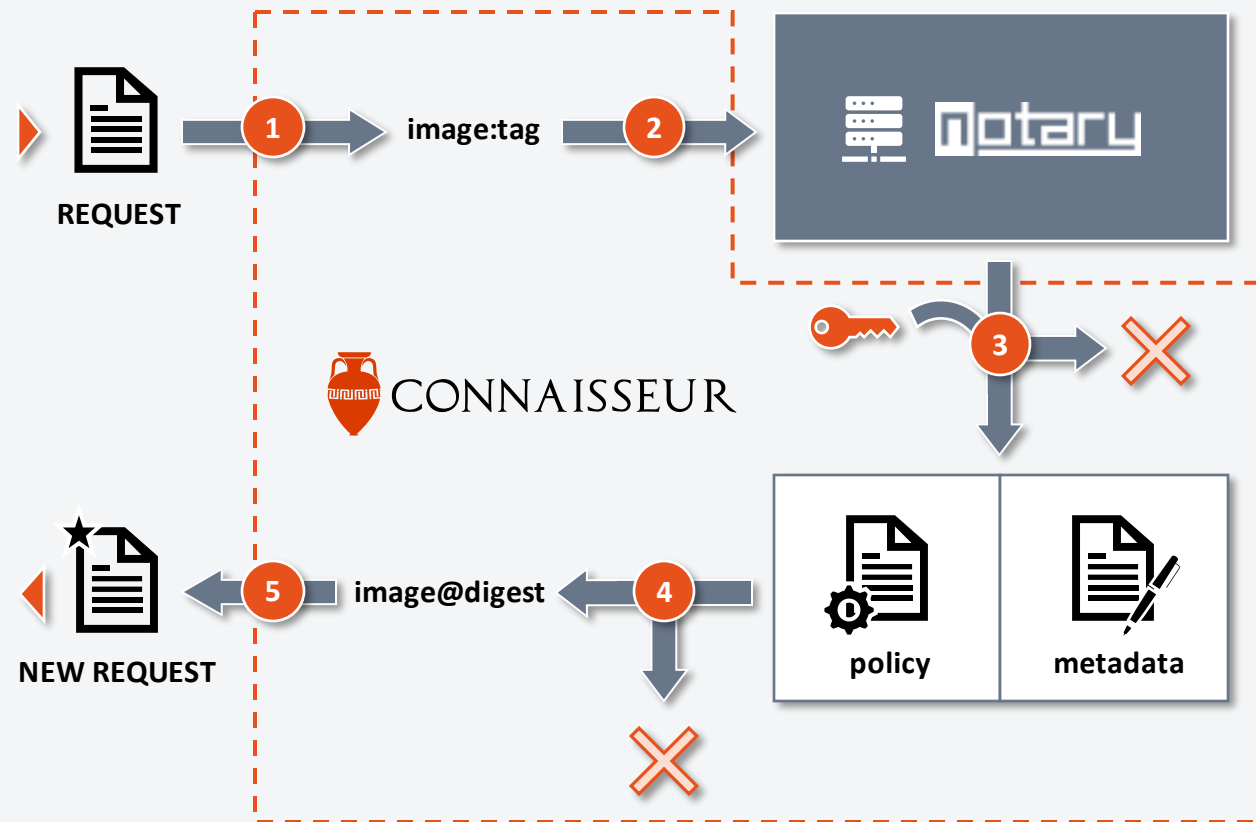 1
image:tag
2
notary
REQUEST
3
CONNAISSEUR
5
image@digest
4
NEW REQUEST
policy
metadata